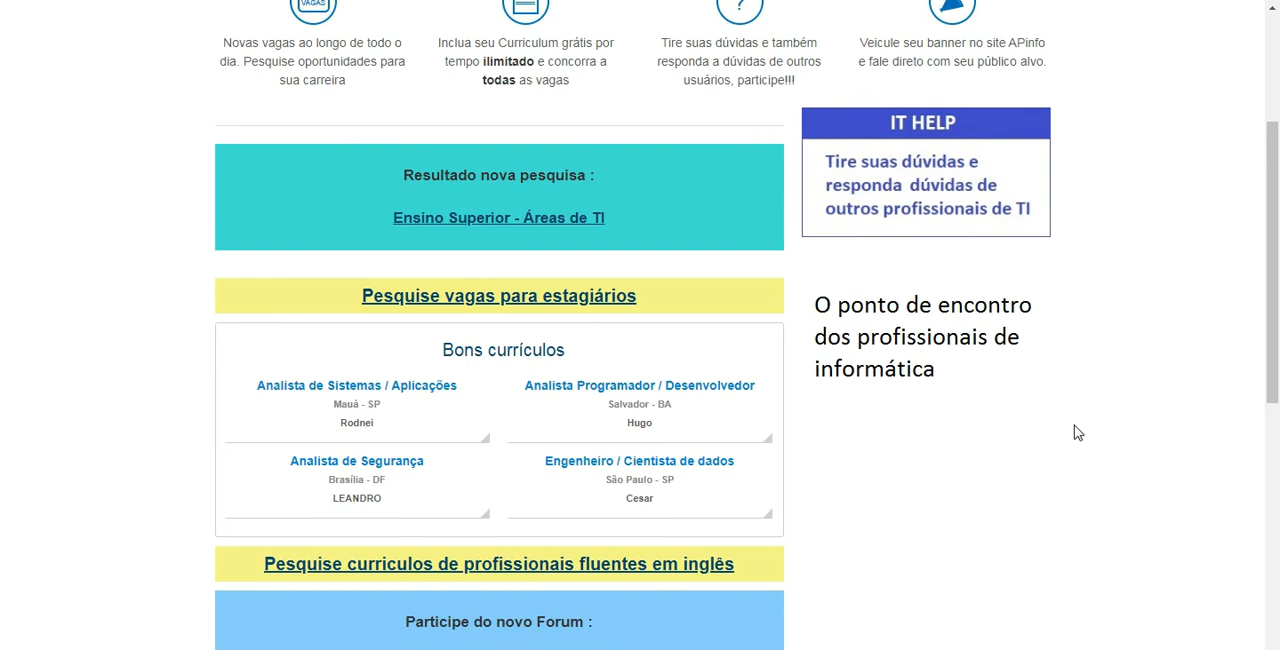 VAGAS
?
Novas vagas ao longo de todo o
dia. Pesquise oportunidades para
sua carreira
Inclua seu Curriculum grátis por
tempo ilimitado e concorra a
todas as vagas
Tire suas dúvidas e também
responda a dúvidas de outros
usuários, participe!!!
Veicule seu banner no site APinfo
e fale direto com seu público alvo.
IT HELP
Tire suas dúvidas e
responda dúvidas de
outros profissionais de TI
Resultado nova pesquisa :
Ensino Superior - Áreas de TI
Pesquise vagas para estagiários
O ponto de encontro
dos profissionais de
informática
Bons currículos
Analista de Sistemas / Aplicações
Mauá - SP
Rodnei
Analista Programador / Desenvolvedor
Salvador - BA
Hugo
Analista de Segurança
Brasília - DF
LEANDRO
Engenheiro / Cientista de dados
São Paulo - SP
Cesar
Pesquise curriculos de profissionais fluentes em inglês
Participe do novo Forum :